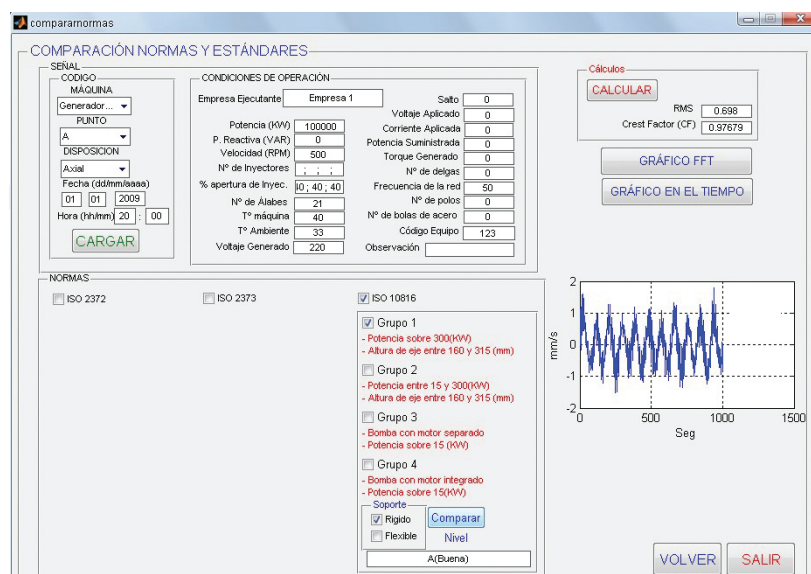 comparamormas
COMPARACIÓN NORMAS Y ESTÁNDARES
SEÑAL
CODIGO
MÁQUINA
Generador...
PUNTO
A
DISPOSICION
Axial
Fecha (dd/mm/aaaa)
01 01 2009
Hora (hh/mm) 20 : 00
CARGAR
CONDICIONES DE OPERACIÓN
Empresa Ejecutante Empresa 1
Potencia (KW) 100000
P. Reactiva (VAR) 0
Velocidad (RPM) 500
Nº de Inyectores ; ; ;
% apertura de Inyec. 40 ; 40 ; 40
Nº de Álabes 21
Tº máquina 40
Tº Ambiente 33
Voltaje Generado 220
Salto 0
Voltaje Aplicado 0
Corriente Aplicada 0
Potencia Suministrada 0
Torque Generado 0
Nº de delgas 0
Frecuencia de la red 50
Nº de polos 0
Nº de bolas de acero 0
Código Equipo 123
Observación
Cálculos
CALCULAR
RMS 0.698
Crest Factor (CF) 0.97679
GRÁFICO FFT
GRÁFICO EN EL TIEMPO
NORMAS
ISO 2372
ISO 2373
ISO 10816
Grupo 1
- Potencia sobre 300(KW)
- Altura de eje entre 160 y 315 (mm)
Grupo 2
- Potencia entre 15 y 300(KW)
- Altura de eje entre 160 y 315 (mm)
Grupo 3
- Bomba con motor separado
- Potencia sobre 15 (KW)
Grupo 4
- Bomba con motor integrado
- Potencia sobre 15(KW)
Soporte
Rigido
Flexible
Comparar
Nivel
A(Buena)
2
1
0
-1
-2
mm/s
0 500 1000 1500
Seg
VOLVER
SALIR